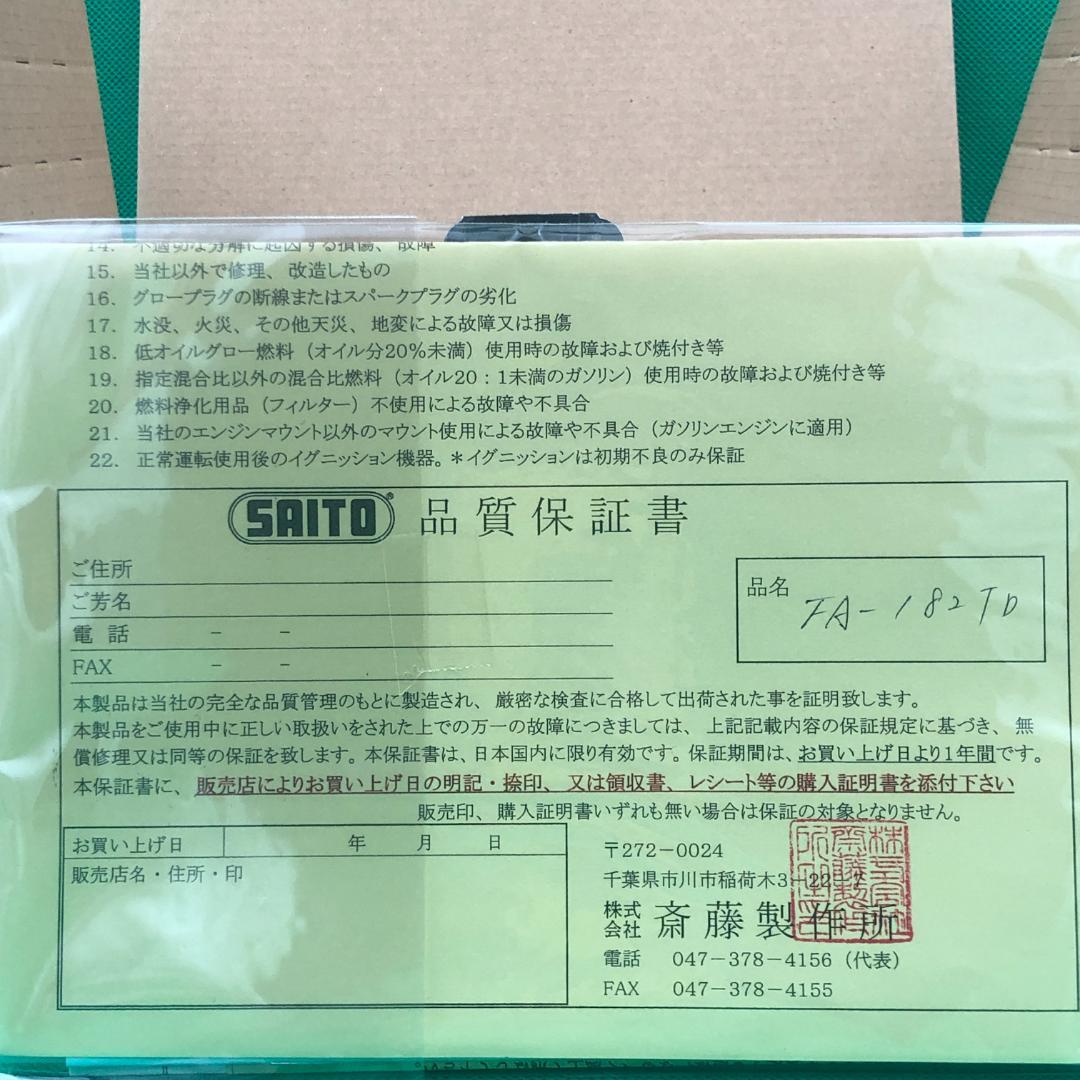 14. 不適切な分解に起因する損傷、故障
15. 当社以外で修理、改造したもの
16. グロープラグの断線またはスパークプラグの劣化
17. 水没、火災、その他天災、地変による故障又は損傷
18. 低オイルグロー燃料（オイル分20%未満）使用時の故障および焼付き等
19. 指定混合比以外の混合比燃料（オイル20：1未満のガソリン）使用時の故障および焼付き等
20. 燃料浄化用品（フィルター）不使用による故障や不具合
21. 当社のエンジンマウント以外のマウント使用による故障や不具合（ガソリンエンジンに適用）
22. 正常運転使用後のイグニッション機器。＊イグニッションは初期不良のみ保証
SAITO® 品質保証書
ご住所
ご芳名
電話 － －
FAX － －
品名 FA-182TD
本製品は当社の完全な品質管理のもとに製造され、厳密な検査に合格して出荷された事を証明致します。
本製品をご使用中に正しい取扱いをされた上での万一の故障につきましては、上記記載内容の保証規定に基づき、無
償修理又は同等の保証を致します。本保証書は、日本国内に限り有効です。保証期間は、お買い上げ日より1年間です。
本保証書に、販売店によりお買い上げ日の明記・捺印、又は領収書、レシート等の購入証明書を添付下さい
販売印、購入証明書いずれも無い場合は保証の対象となりません。
お買い上げ日 年 月 日
販売店名・住所・印
〒272-0024
千葉県市川市稲荷木3-22-
株式会社 斎藤製作所
電話 047-378-4156（代表）
FAX 047-378-4155